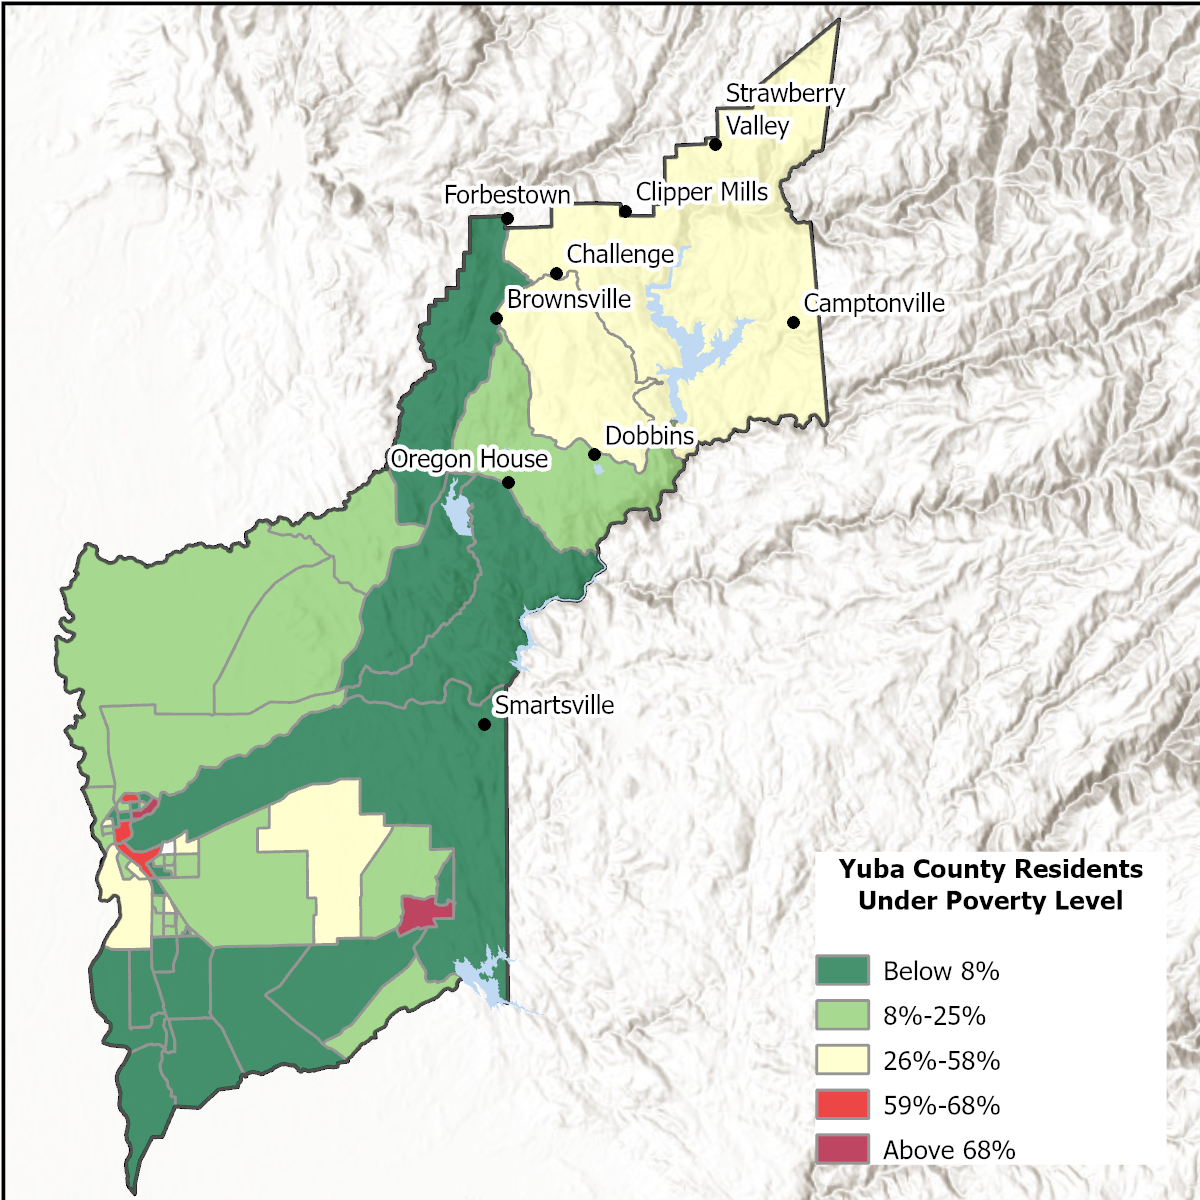 Strawberry
Valley
Forbestown
Clipper Mills
Challenge
Brownsville
Camptonville
Dobbins
Oregon House
Smartsville
Yuba County Residents
Under Poverty Level
Below 8%
8%-25%
26%-58%
59%-68%
Above 68%